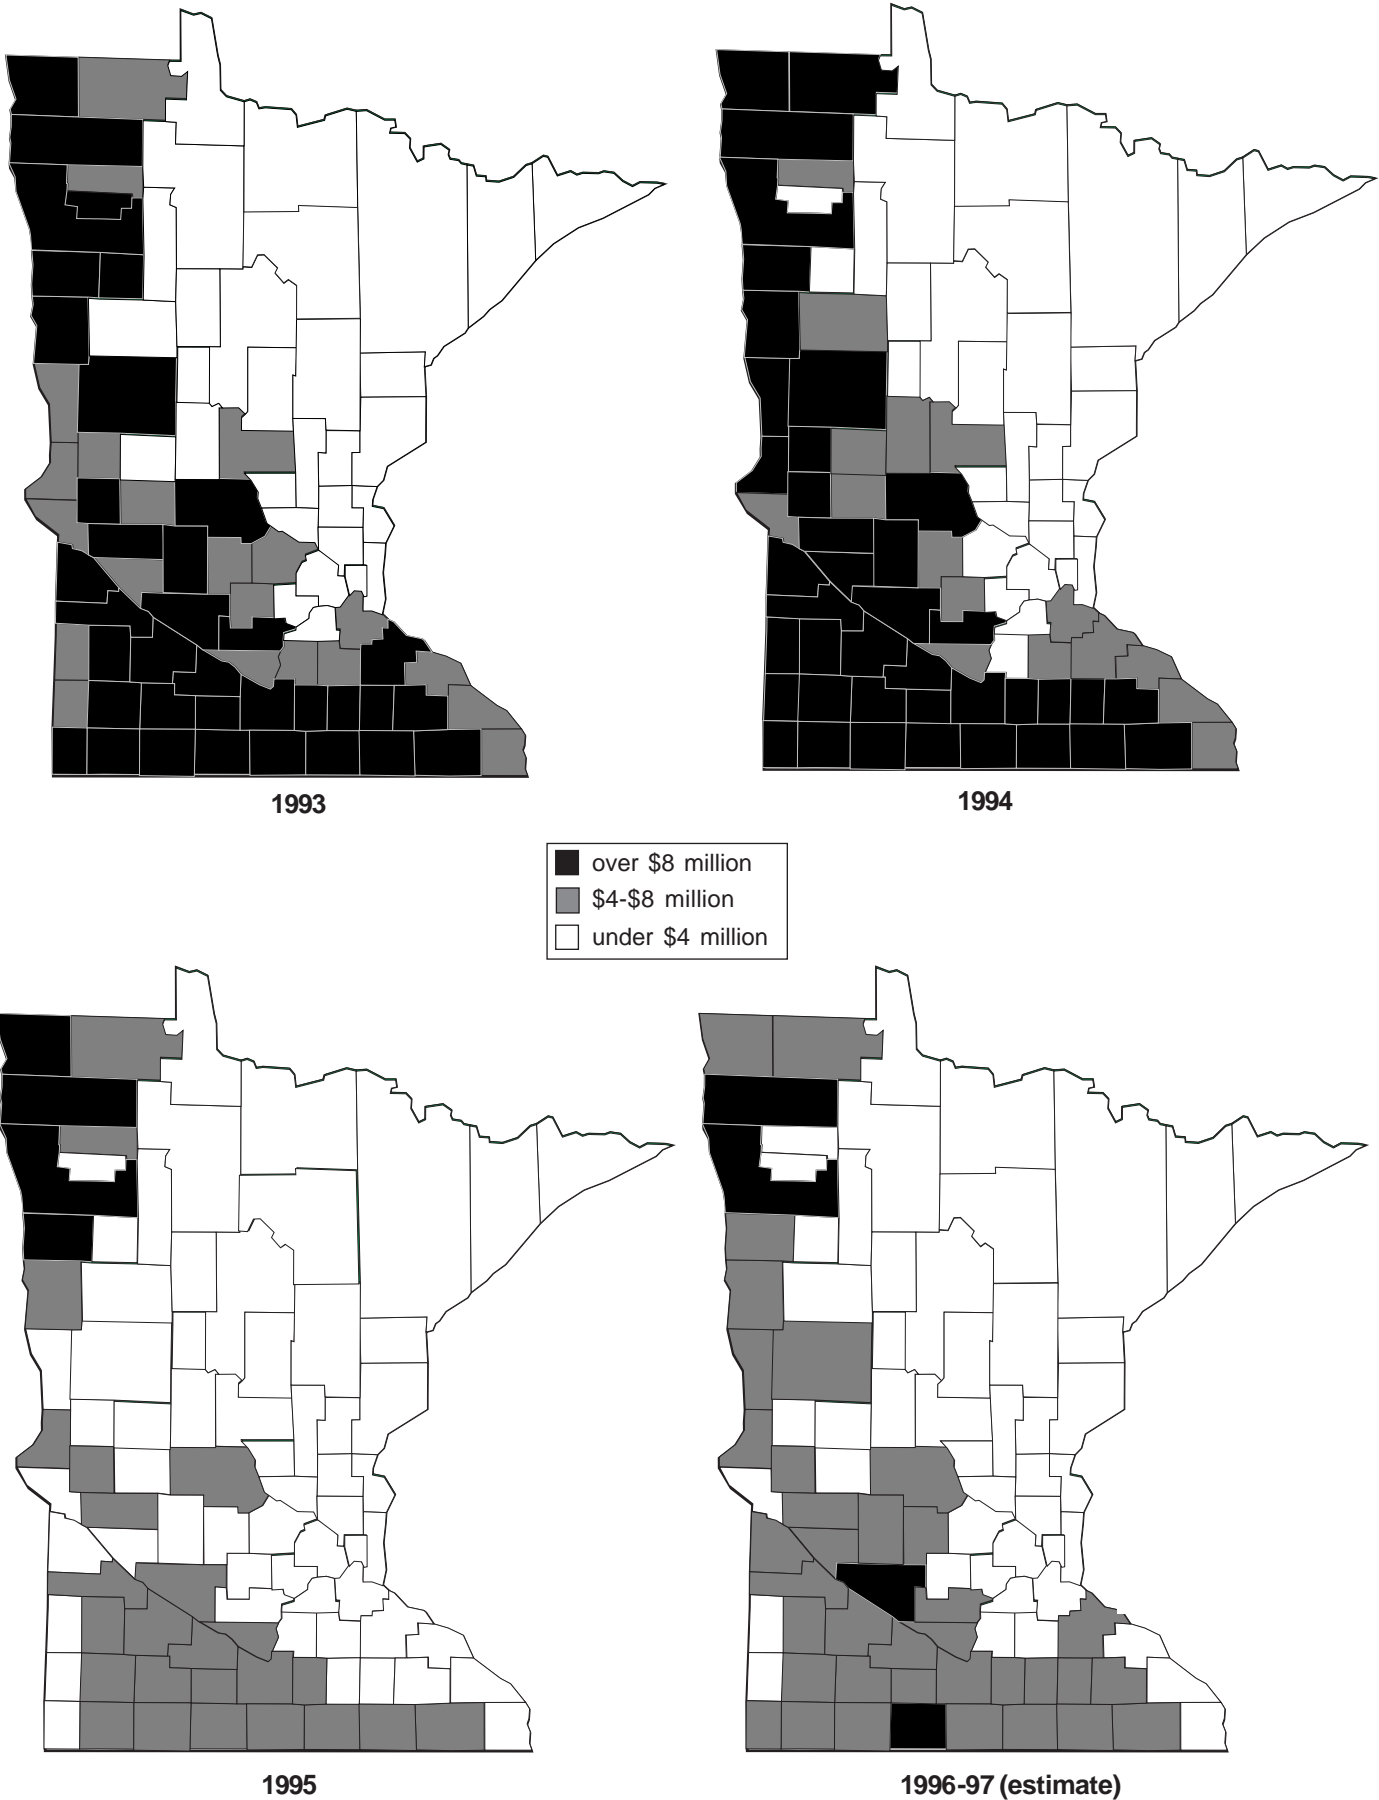 1993
1994
over $8 million
$4-$8 million
under $4 million
1995
1996-97 (estimate)